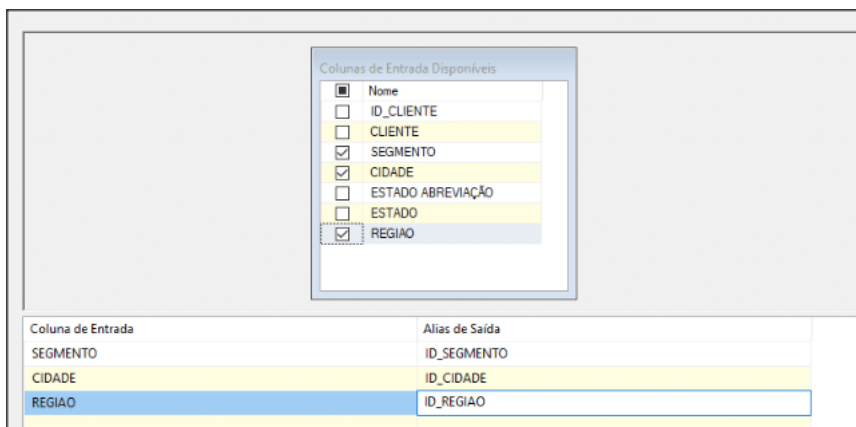 Colunas de Entrada Disponíveis
Nome
ID_CLIENTE
CLIENTE
SEGMENTO
CIDADE
ESTADO ABREVIAÇÃO
ESTADO
REGIAO
Coluna de Entrada Alias de Saída
SEGMENTO ID_SEGMENTO
CIDADE ID_CIDADE
REGIAO ID_REGIAO